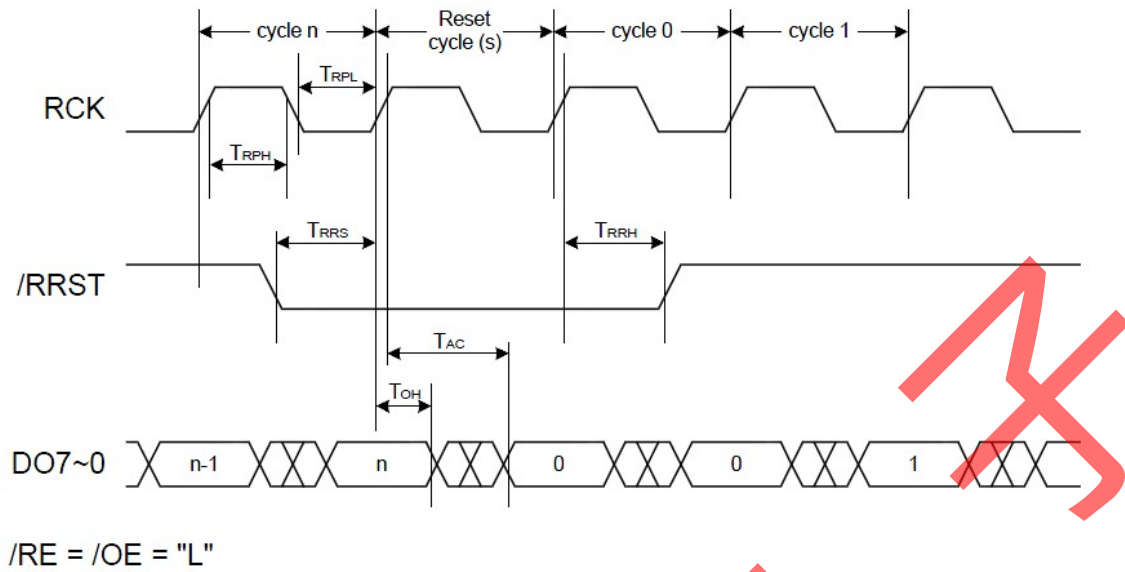 cycle n
Reset
cycle (s)
cycle 0
cycle 1
TRPL
RCK
TRPH
TRRS
TRRH
/RRST
TAC
TOH
DO7~0
n-1
n
0
0
1
/RE = /OE = "L"